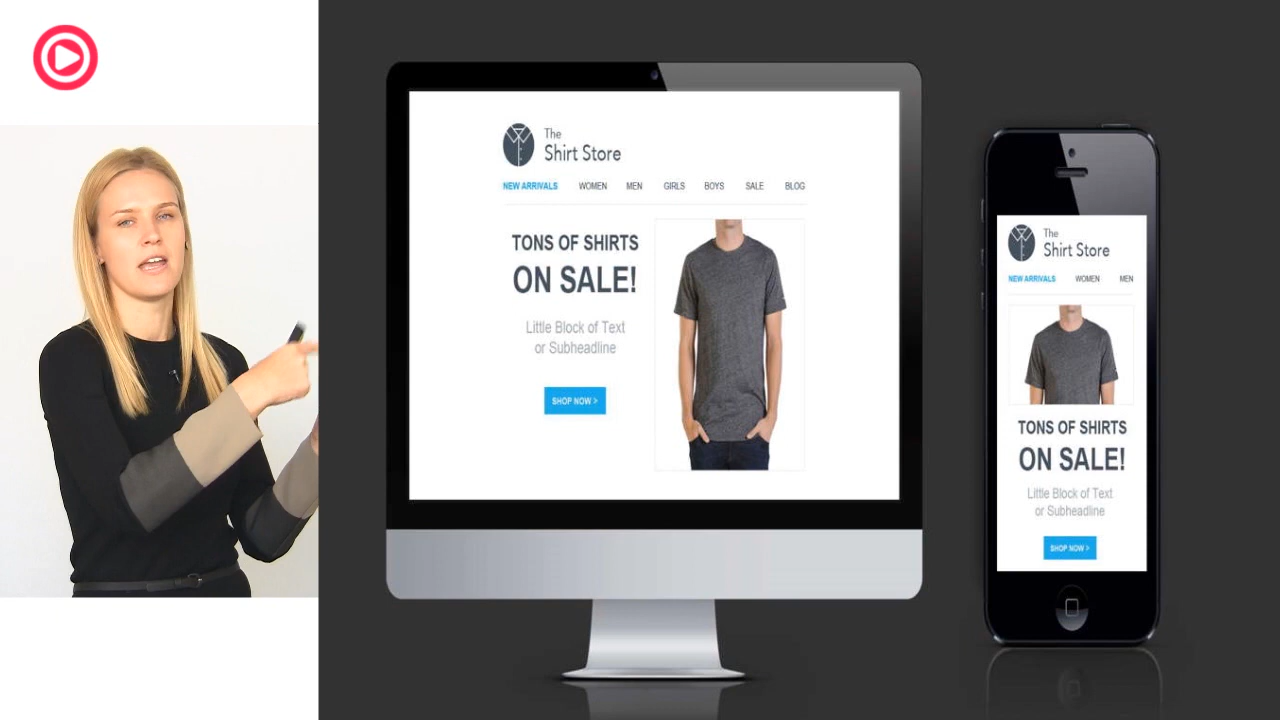 The
Shirt Store
NEW ARRIVALS WOMEN MEN GIRLS BOYS SALE BLOG
TONS OF SHIRTS
ON SALE!
Little Block of Text
or Subheadline
SHOP NOW >
The
Shirt Store
NEW ARRIVALS WOMEN MEN
TONS OF SHIRTS
ON SALE!
Little Block of Text
or Subheadline
SHOP NOW >